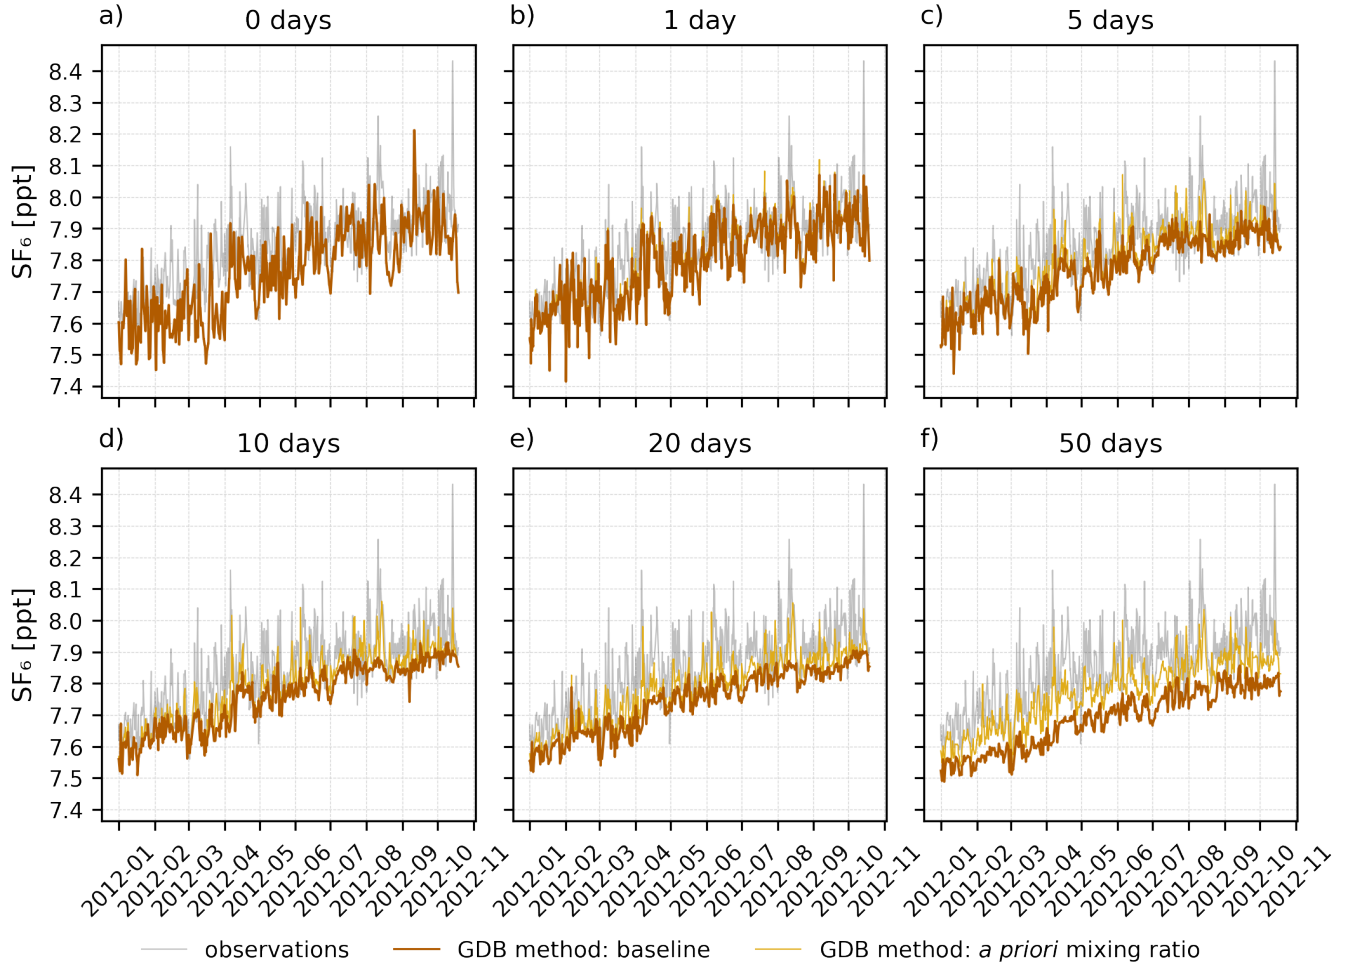 a) 0 days
b) 1 day
c) 5 days
SF₆ [ppt]
8.4
8.3
8.2
8.1
8.0
7.9
7.8
7.7
7.6
7.5
7.4
d) 10 days
e) 20 days
f) 50 days
SF₆ [ppt]
8.4
8.3
8.2
8.1
8.0
7.9
7.8
7.7
7.6
7.5
7.4
2012-01 2012-02 2012-03 2012-04 2012-05 2012-06 2012-07 2012-08 2012-09 2012-10 2012-11
2012-01 2012-02 2012-03 2012-04 2012-05 2012-06 2012-07 2012-08 2012-09 2012-10 2012-11
2012-01 2012-02 2012-03 2012-04 2012-05 2012-06 2012-07 2012-08 2012-09 2012-10 2012-11
observations GDB method: baseline GDB method: a priori mixing ratio